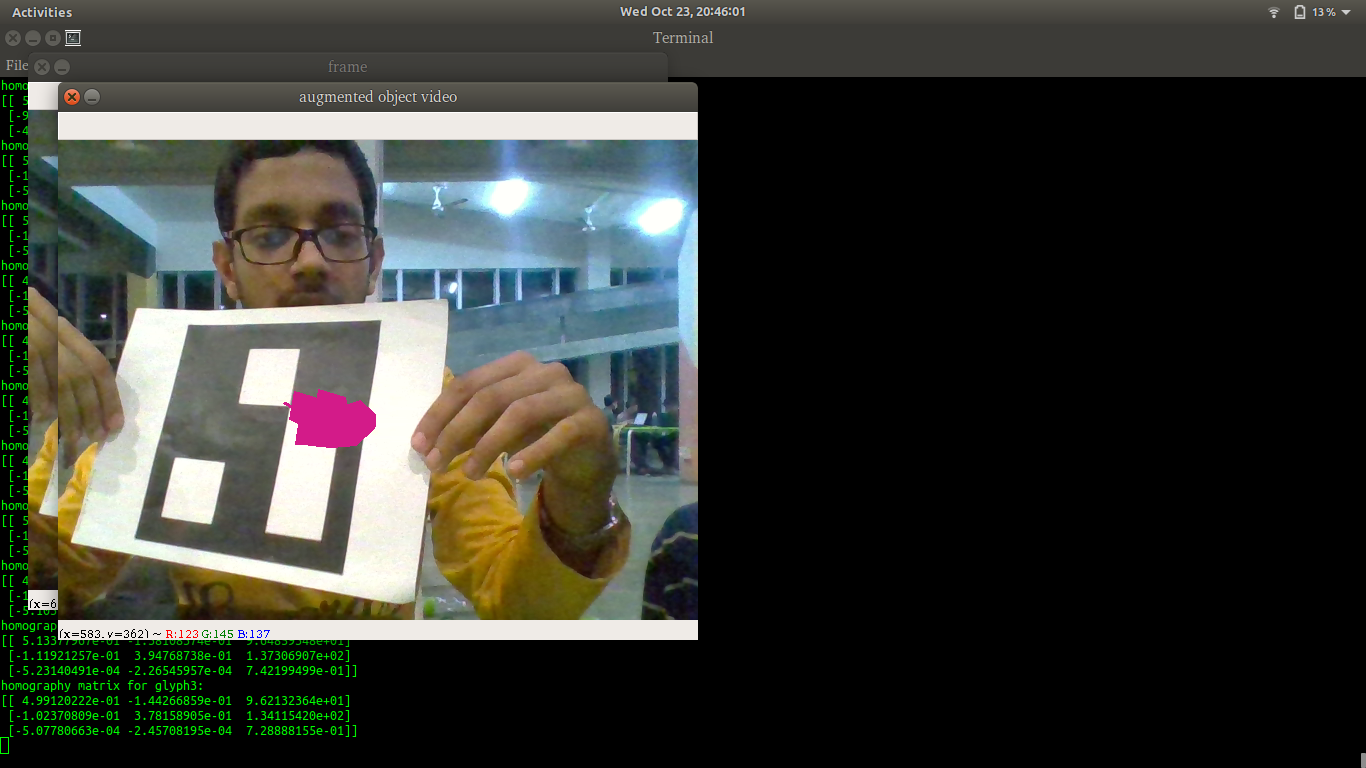 Activities
Wed Oct 23, 20:46:01
13%
Terminal
File
frame
homo
augmented object video
[[ 5
[-9
[-4
homo
[[ 5
[-1
[-5
homo
[[ 5
[-1
[-5
homo
[[ 4
[-1
[-5
homo
[[ 4
[-1
[-5
homo
[[ 4
[-1
[-5
homo
[[ 4
[-1
[-5
homo
[[ 5
[-1
[-5
homo
[[ 4
[-1
(x=6
homograp
(x=583, y=362) ~ R:123 G:145 B:137
[-1.11921257e-01 3.94768738e-01 1.37306907e+02]
[-5.23140491e-04 -2.26545957e-04 7.42199499e-01]]
homography matrix for glyph3:
[[ 4.99120222e-01 -1.44266859e-01 9.62132364e+01]
[-1.02370809e-01 3.78158905e-01 1.34115420e+02]
[-5.07780663e-04 -2.45708195e-04 7.28888155e-01]]